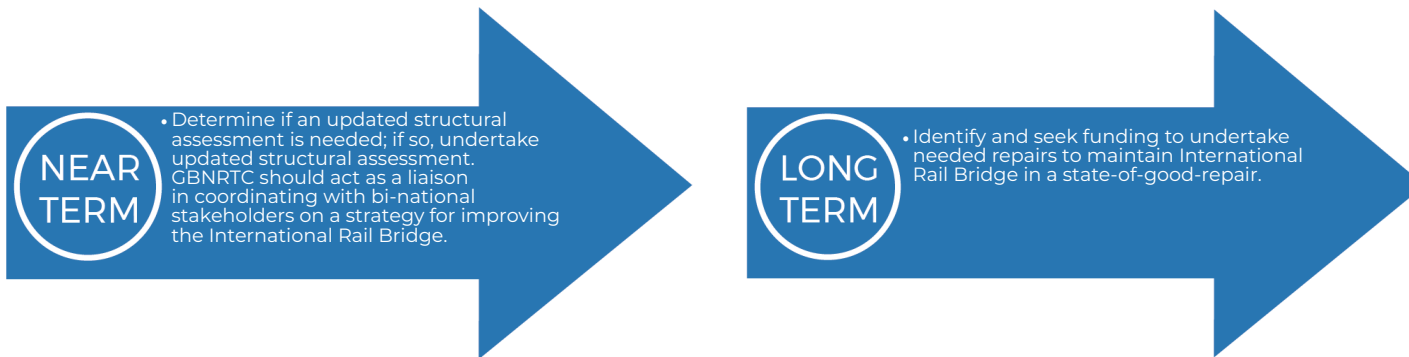 NEAR
TERM
• Determine if an updated structural
assessment is needed; if so, undertake
updated structural assessment.
GBNRTC should act as a liaison
in coordinating with bi-national
stakeholders on a strategy for improving
the International Rail Bridge.
LONG
TERM
• Identify and seek funding to undertake
needed repairs to maintain International
Rail Bridge in a state-of-good-repair.